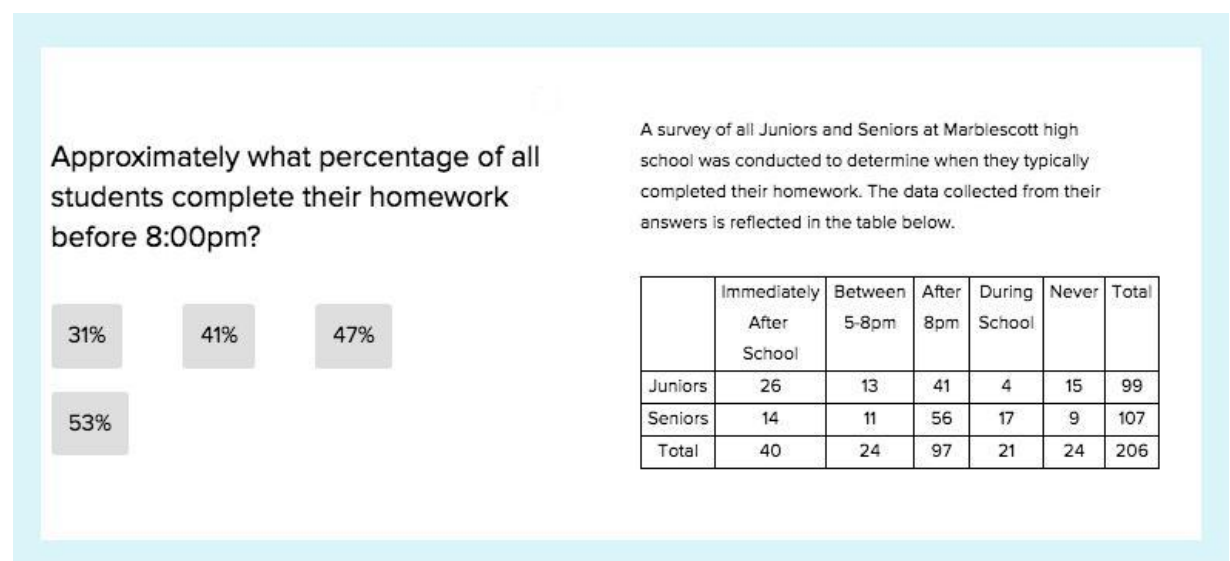 Approximately what percentage of all
students complete their homework
before 8:00pm?
31%
41%
47%
53%
A survey of all Juniors and Seniors at Marblescott high
school was conducted to determine when they typically
completed their homework. The data collected from their
answers is reflected in the table below.
Immediately Between After During Never Total
After 5-8pm 8pm School
School
Juniors 26 13 41 4 15 99
Seniors 14 11 56 17 9 107
Total 40 24 97 21 24 206